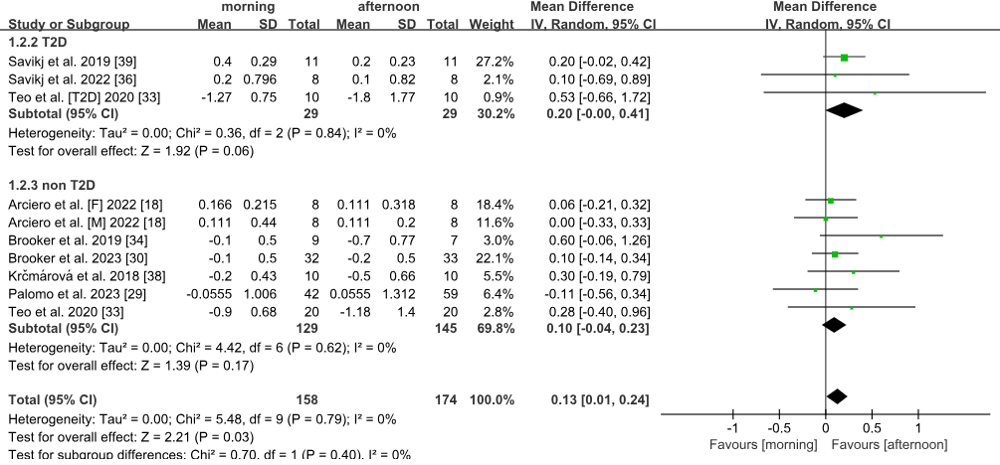 morning afternoon Mean Difference Mean Difference
Study or Subgroup Mean SD Total Mean SD Total Weight IV, Random, 95% CI IV, Random, 95% CI
1.2.2 T2D
Savikj et al. 2019 [39] 0.4 0.29 11 0.2 0.23 11 27.2% 0.20 [-0.02, 0.42]
Savikj et al. 2022 [36] 0.2 0.796 8 0.1 0.82 8 2.1% 0.10 [-0.69, 0.89]
Teo et al. [T2D] 2020 [33] -1.27 0.75 10 -1.8 1.77 10 0.9% 0.53 [-0.66, 1.72]
Subtotal (95% CI) 29 29 30.2% 0.20 [-0.00, 0.41]
Heterogeneity: Tau² = 0.00; Chi² = 0.36, df = 2 (P = 0.84); I² = 0%
Test for overall effect: Z = 1.92 (P = 0.06)
1.2.3 non T2D
Arciero et al. [F] 2022 [18] 0.166 0.215 8 0.111 0.318 8 18.4% 0.06 [-0.21, 0.32]
Arciero et al. [M] 2022 [18] 0.111 0.44 8 0.111 0.2 8 11.6% 0.00 [-0.33, 0.33]
Brooker et al. 2019 [34] -0.1 0.5 9 -0.7 0.77 7 3.0% 0.60 [-0.06, 1.26]
Brooker et al. 2023 [30] -0.1 0.5 32 -0.2 0.5 33 22.1% 0.10 [-0.14, 0.34]
Krčmárová et al. 2018 [38] -0.2 0.43 10 -0.5 0.66 10 5.5% 0.30 [-0.19, 0.79]
Palomo et al. 2023 [29] -0.0555 1.006 42 0.0555 1.312 59 6.4% -0.11 [-0.56, 0.34]
Teo et al. 2020 [33] -0.9 0.68 20 -1.18 1.4 20 2.8% 0.28 [-0.40, 0.96]
Subtotal (95% CI) 129 145 69.8% 0.10 [-0.04, 0.23]
Heterogeneity: Tau² = 0.00; Chi² = 4.42, df = 6 (P = 0.62); I² = 0%
Test for overall effect: Z = 1.39 (P = 0.17)
Total (95% CI) 158 174 100.0% 0.13 [0.01, 0.24]
Heterogeneity: Tau² = 0.00; Chi² = 5.48, df = 9 (P = 0.79); I² = 0%
Test for overall effect: Z = 2.21 (P = 0.03)
Test for subgroup differences: Chi² = 0.70, df = 1 (P = 0.40), I² = 0%
-1 -0.5 0 0.5 1
Favours [morning] Favours [afternoon]